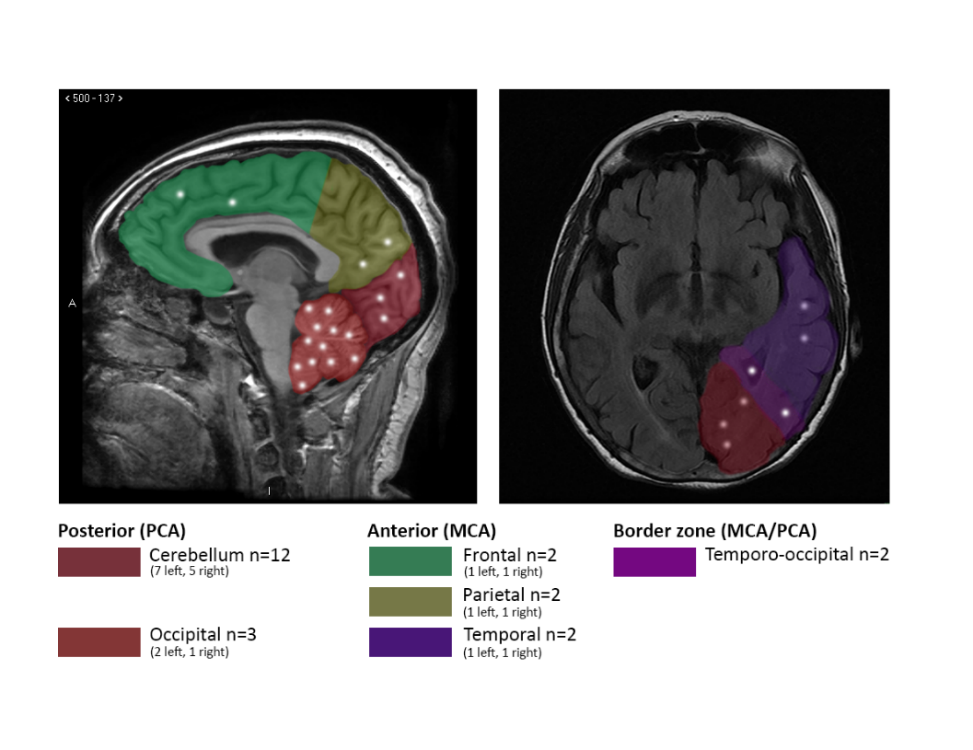 < 500 - 137 >
A
I
Posterior (PCA)
Cerebellum n=12
(7 left, 5 right)
Occipital n=3
(2 left, 1 right)
Anterior (MCA)
Frontal n=2
(1 left, 1 right)
Parietal n=2
(1 left, 1 right)
Temporal n=2
(1 left, 1 right)
Border zone (MCA/PCA)
Temporo-occipital n=2